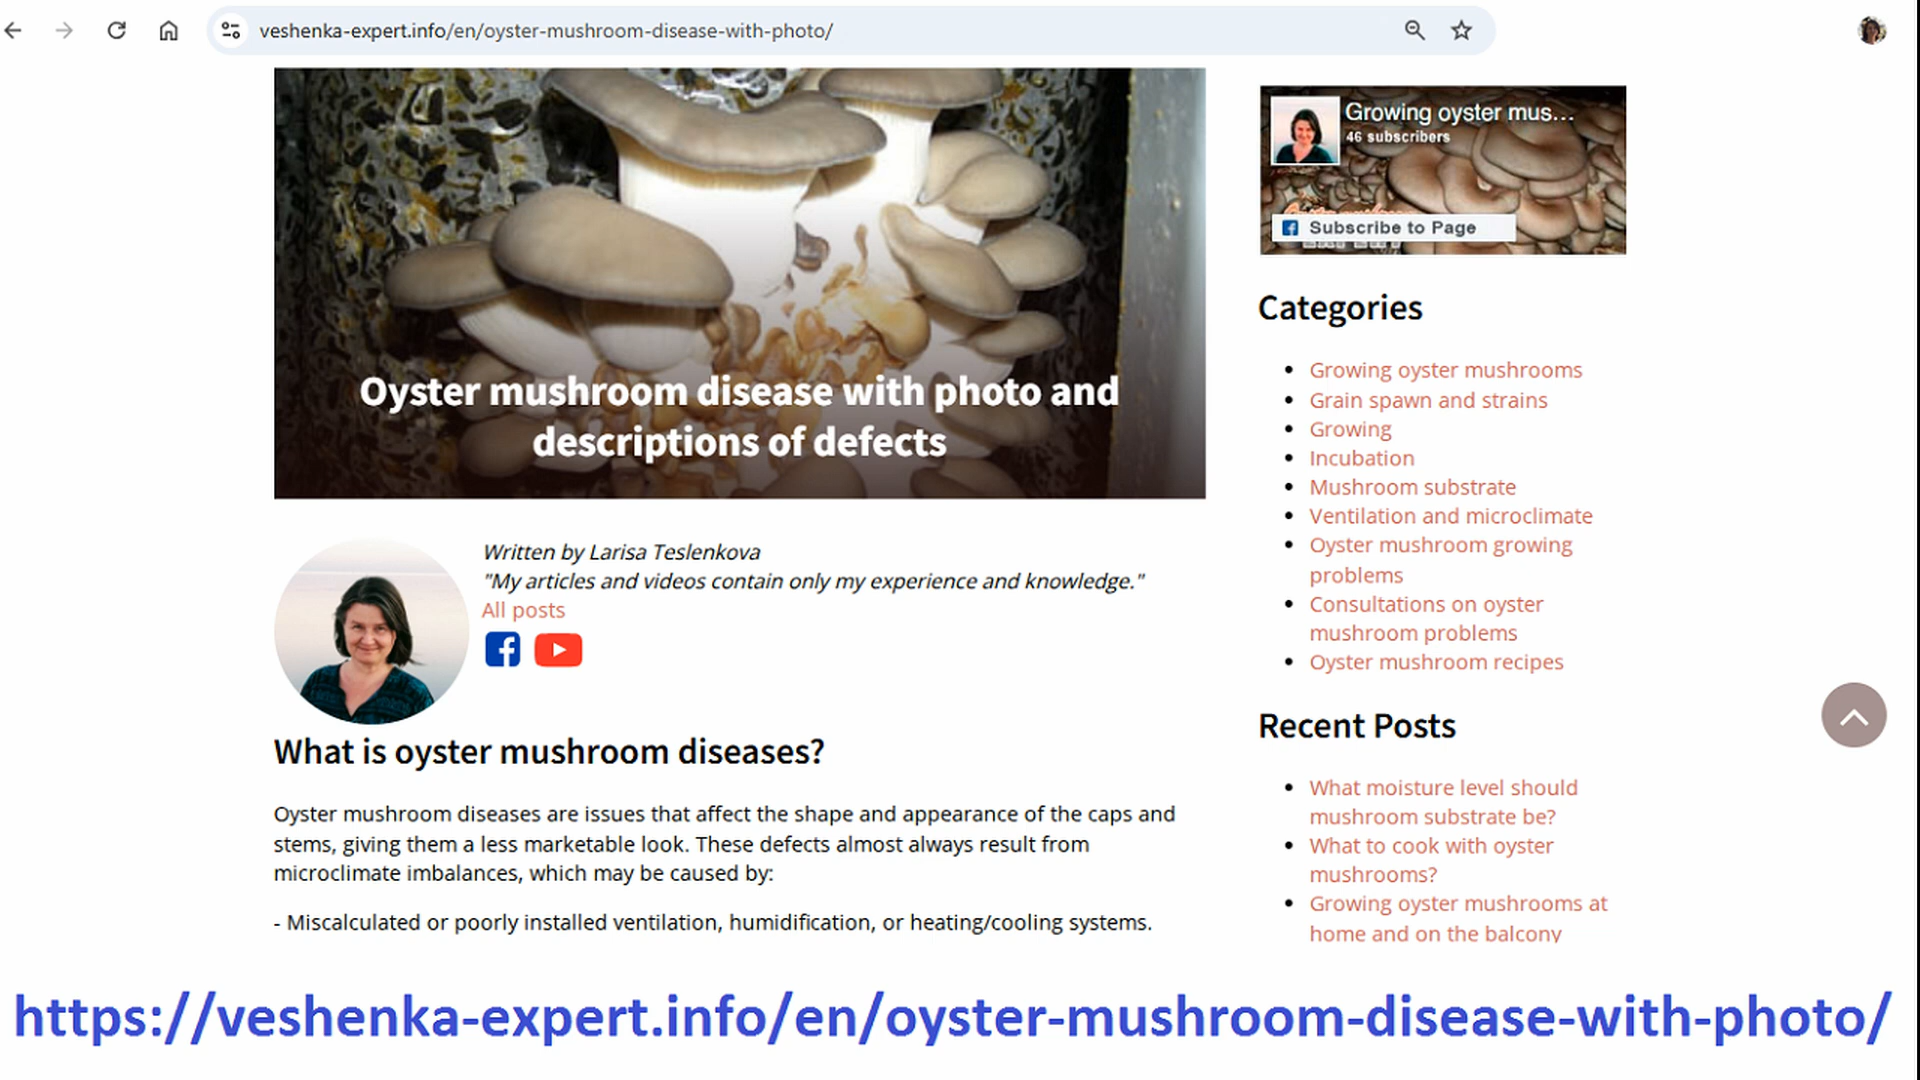 veshenka-expert.info/en/oyster-mushroom-disease-with-photo/
Oyster mushroom disease with photo and
descriptions of defects
Written by Larisa Teslenkova
"My articles and videos contain only my experience and knowledge."
All posts
What is oyster mushroom diseases?
Oyster mushroom diseases are issues that affect the shape and appearance of the caps and
stems, giving them a less marketable look. These defects almost always result from
microclimate imbalances, which may be caused by:
- Miscalculated or poorly installed ventilation, humidification, or heating/cooling systems.
Growing oyster mus...
46 subscribers
Subscribe to Page
Categories
Growing oyster mushrooms
Grain spawn and strains
Growing
Incubation
Mushroom substrate
Ventilation and microclimate
Oyster mushroom growing
problems
Consultations on oyster
mushroom problems
Oyster mushroom recipes
Recent Posts
What moisture level should
mushroom substrate be?
What to cook with oyster
mushrooms?
Growing oyster mushrooms at
home and on the balcony
https://veshenka-expert.info/en/oyster-mushroom-disease-with-photo/